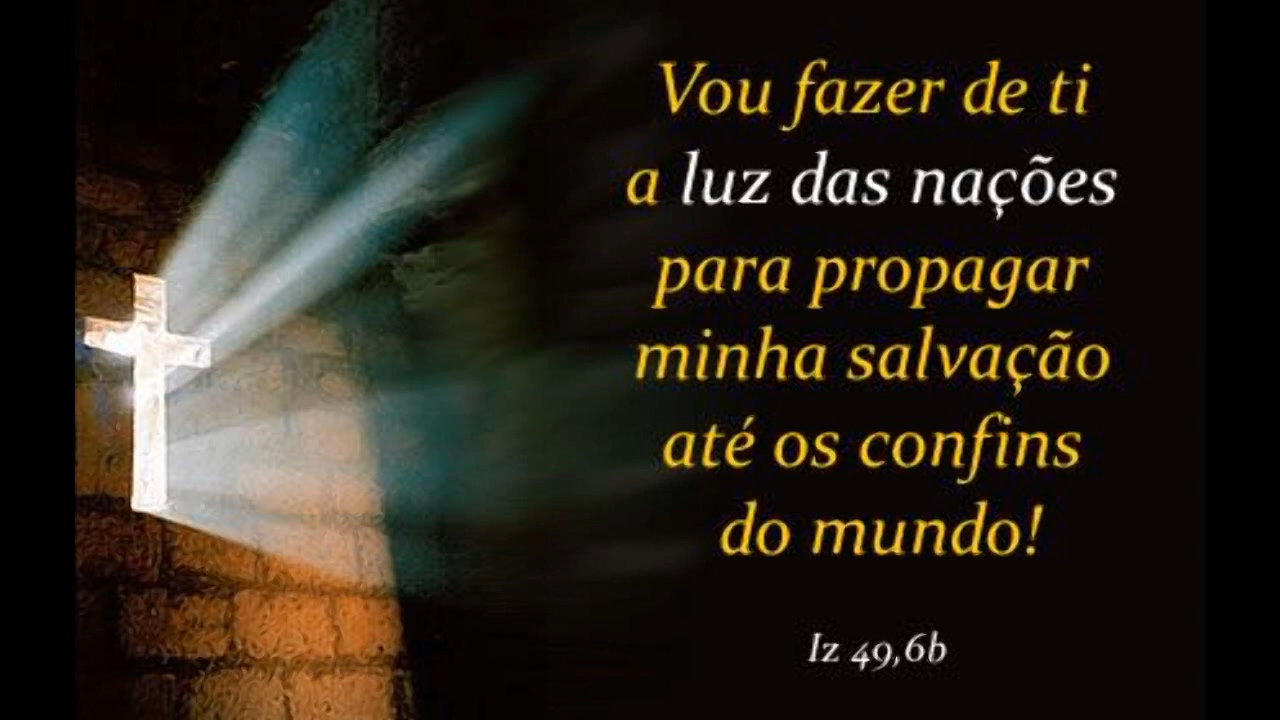 Vou fazer de ti
a luz das nações
para propagar
minha salvação
até os confins
do mundo!
Iz 49,6b